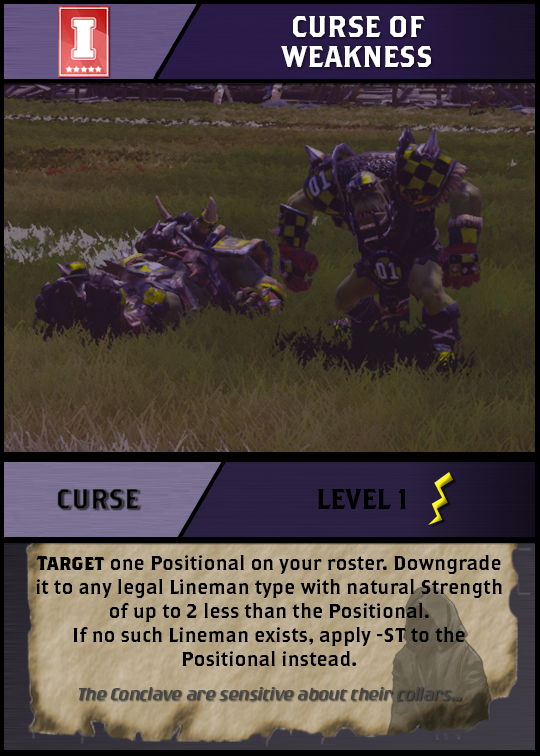 I
CURSE OF
WEAKNESS
01
01
CURSE
LEVEL 1
TARGET one Positional on your roster. Downgrade
it to any legal Lineman type with natural Strength
of up to 2 less than the Positional.
If no such Lineman exists, apply -ST to the
Positional instead.
The Conclave are sensitive about their collars...